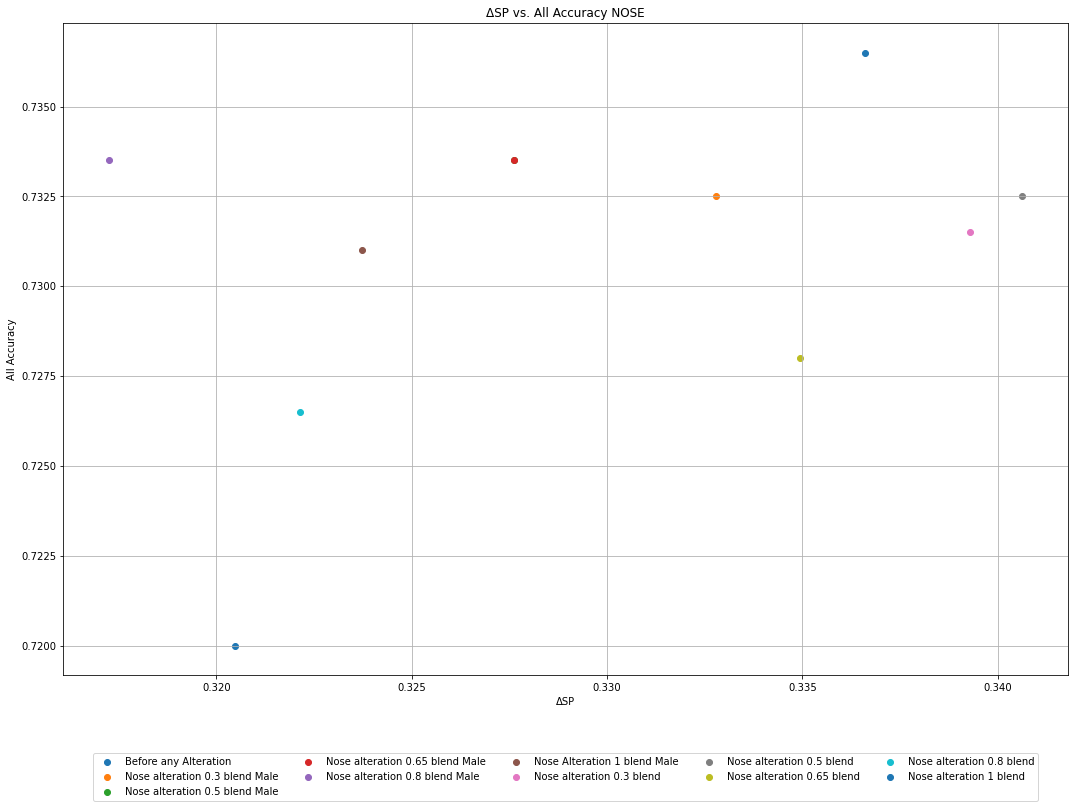 ΔSP vs. All Accuracy NOSE
0.7350
0.7325
0.7300
0.7275
0.7250
0.7225
0.7200
All Accuracy
0.320 0.325 0.330 0.335 0.340
ΔSP
Before any Alteration Nose alteration 0.65 blend Male Nose Alteration 1 blend Male Nose alteration 0.5 blend Nose alteration 0.8 blend
Nose alteration 0.3 blend Male Nose alteration 0.8 blend Male Nose alteration 0.3 blend Nose alteration 0.65 blend Nose alteration 1 blend
Nose alteration 0.5 blend Male